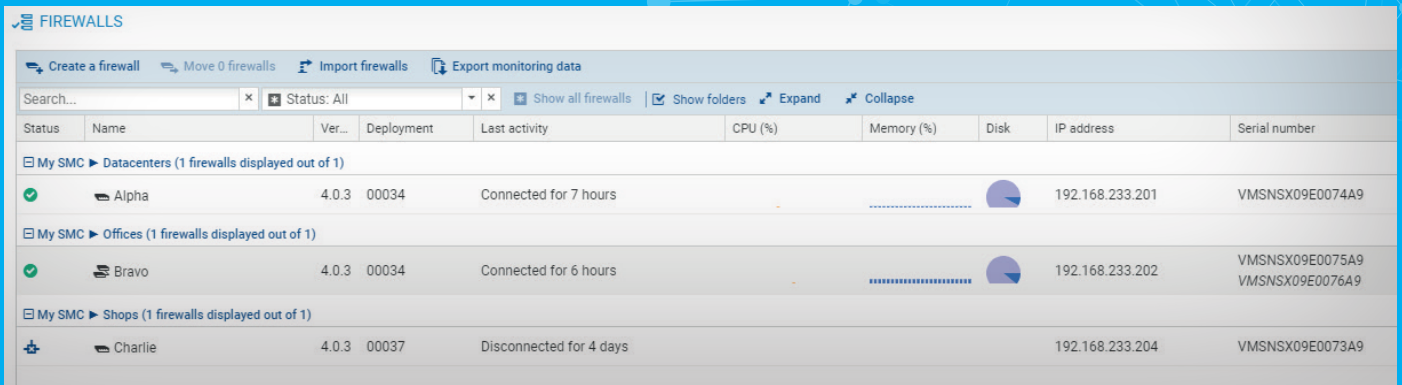 FIREWALLS
Create a firewall Move 0 firewalls Import firewalls Export monitoring data
Search... Status: All Show all firewalls Show folders Expand Collapse
Status Name Ver... Deployment Last activity CPU (%) Memory (%) Disk IP address Serial number
My SMC ► Datacenters (1 firewalls displayed out of 1)
Alpha 4.0.3 00034 Connected for 7 hours 192.168.233.201 VMSNSX09E0074A9
My SMC ► Offices (1 firewalls displayed out of 1)
Bravo 4.0.3 00034 Connected for 6 hours 192.168.233.202 VMSNSX09E0075A9
VMSNSX09E0076A9
My SMC ► Shops (1 firewalls displayed out of 1)
Charlie 4.0.3 00037 Disconnected for 4 days 192.168.233.204 VMSNSX09E0073A9